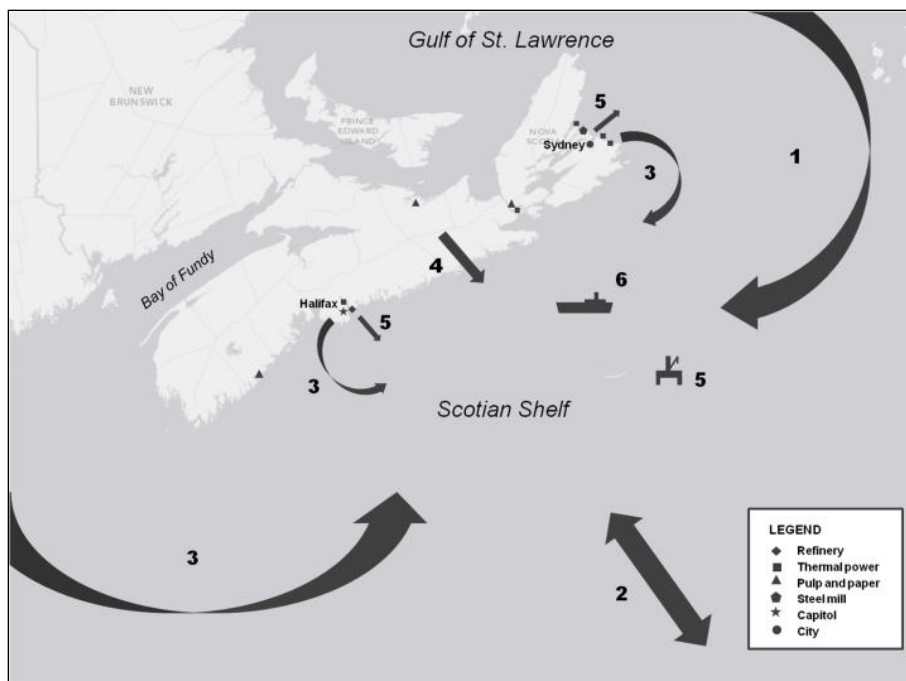 Gulf of St. Lawrence
NEW
BRUNSWICK
PRINCE
EDWARD
ISLAND
5
NOVA
SCOTIA
Sydney
3
1
4
Bay of Fundy
6
Halifax
5
3
5
Scotian Shelf
3
2
LEGEND
Refinery
Thermal power
Pulp and paper
Steel mill
Capitol
City